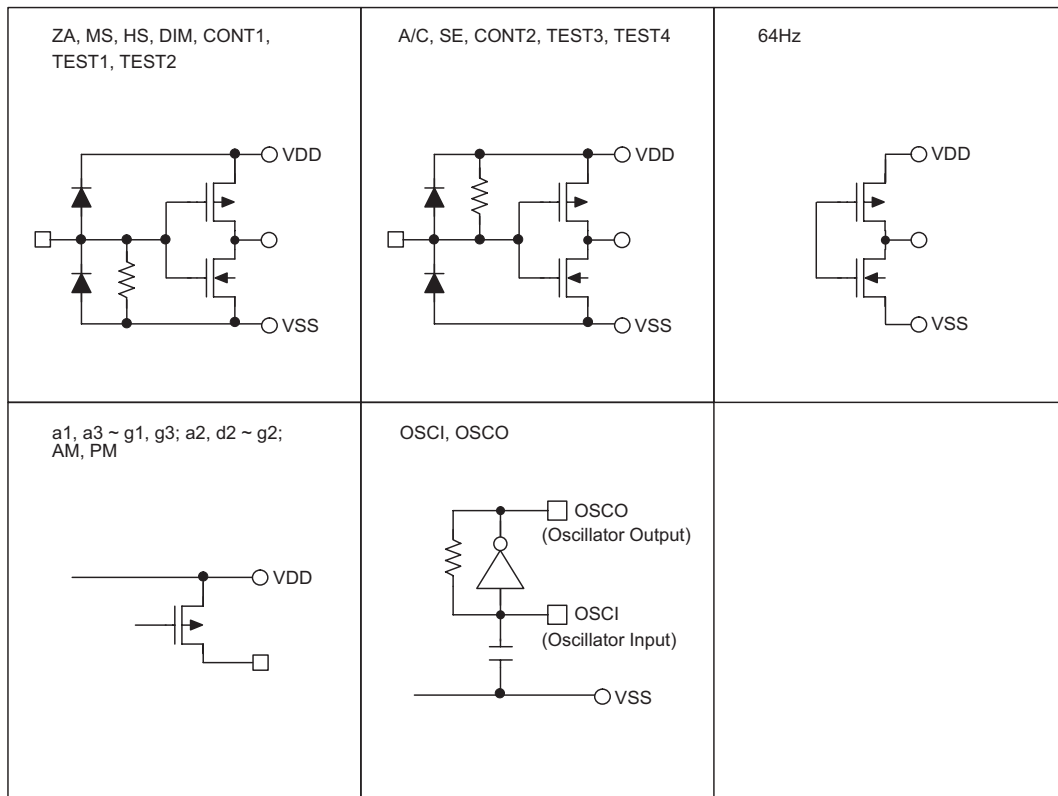 ZA, MS, HS, DIM, CONT1,
TEST1, TEST2
VDD
VSS
A/C, SE, CONT2, TEST3, TEST4
VDD
VSS
64Hz
VDD
VSS
a1, a3 ~ g1, g3; a2, d2 ~ g2;
AM, PM
VDD
OSCI, OSCO
OSCO
(Oscillator Output)
OSCI
(Oscillator Input)
VSS